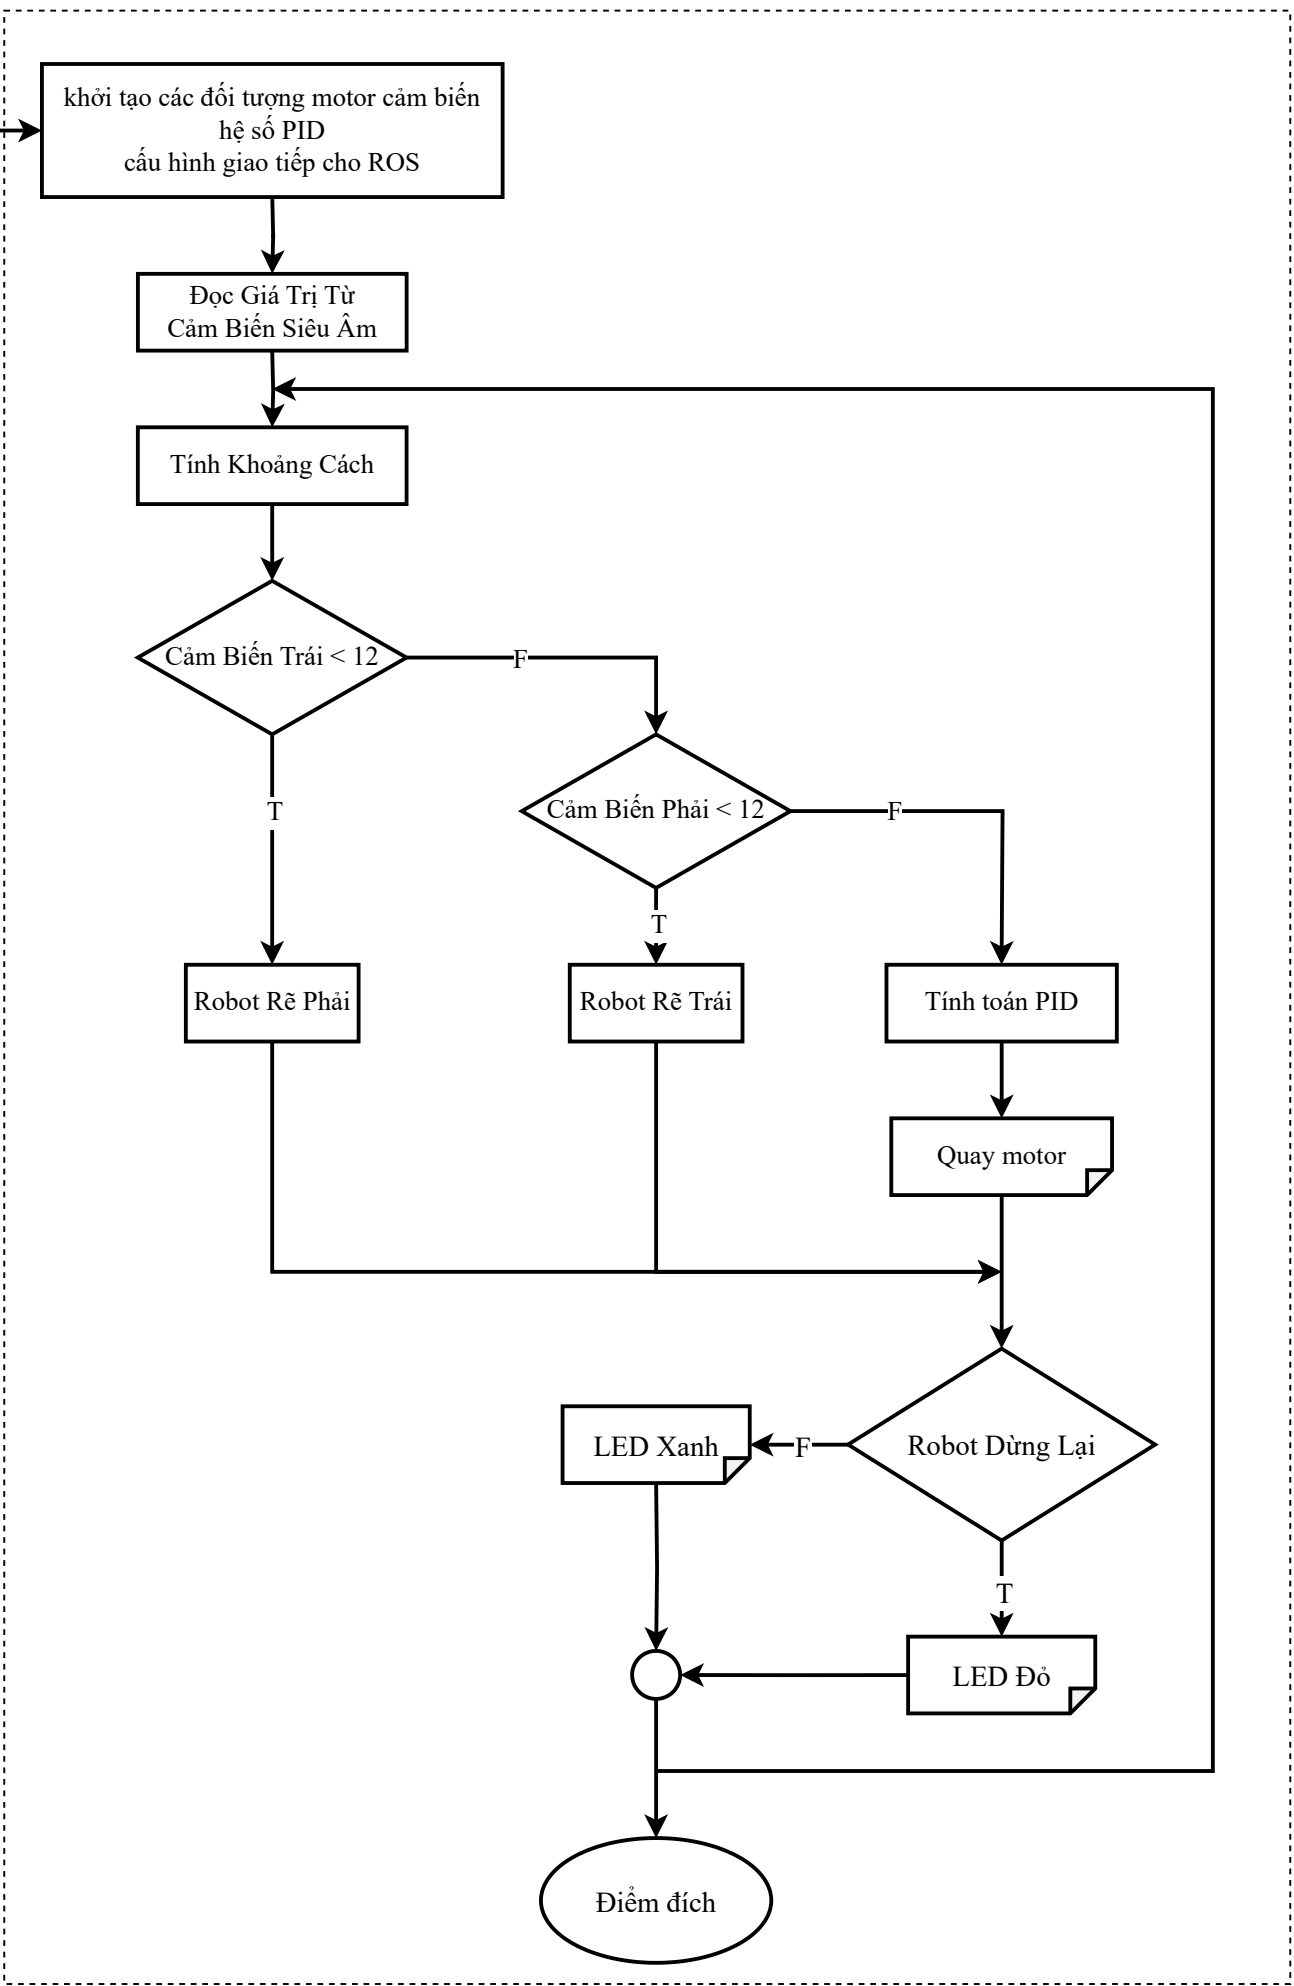 khởi tạo các đối tượng motor cảm biến
hệ số PID
cấu hình giao tiếp cho ROS
Đọc Giá Trị Từ
Cảm Biến Siêu Âm
Tính Khoảng Cách
Cảm Biến Trái < 12
F
T
Cảm Biến Phải < 12
F
T
Robot Rẽ Phải
Robot Rẽ Trái
Tính toán PID
Quay motor
Robot Dừng Lại
F
LED Xanh
T
LED Đỏ
Điểm đích